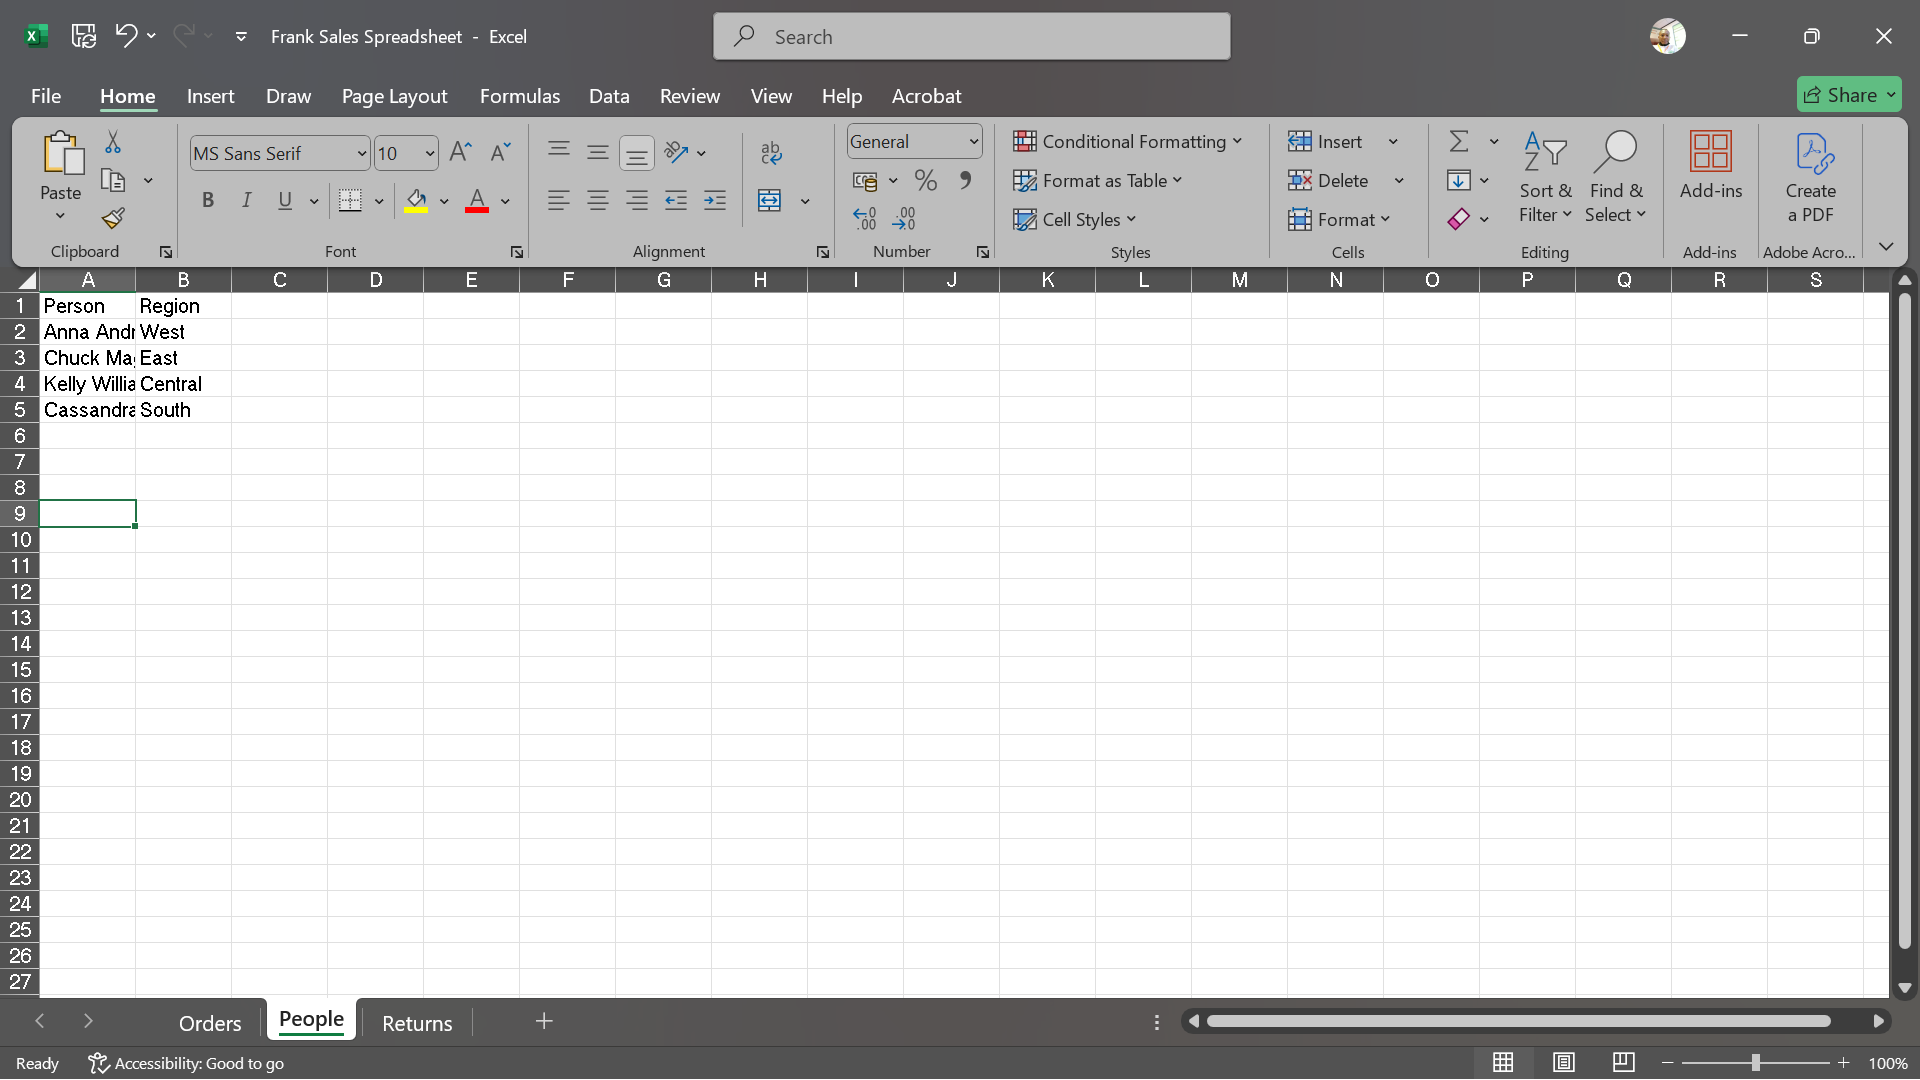 Frank Sales Spreadsheet - Excel
Search
File Home Insert Draw Page Layout Formulas Data Review View Help Acrobat
Share
Paste
MS Sans Serif 10
B I U A
General
% 9
Conditional Formatting
Format as Table
Cell Styles
Insert
Delete
Format
Sort & Filter
Find & Select
Add-ins
Create a PDF
Clipboard Font Alignment Number Styles Cells Editing Add-ins Adobe Acro...
A B C D E F G H I J K L M N O P Q R S
1 Person Region
2 Anna Andr West
3 Chuck Mag East
4 Kelly Willia Central
5 Cassandra South
6
7
8
9
10
11
12
13
14
15
16
17
18
19
20
21
22
23
24
25
26
27
Orders People Returns
Ready Accessibility: Good to go 100%